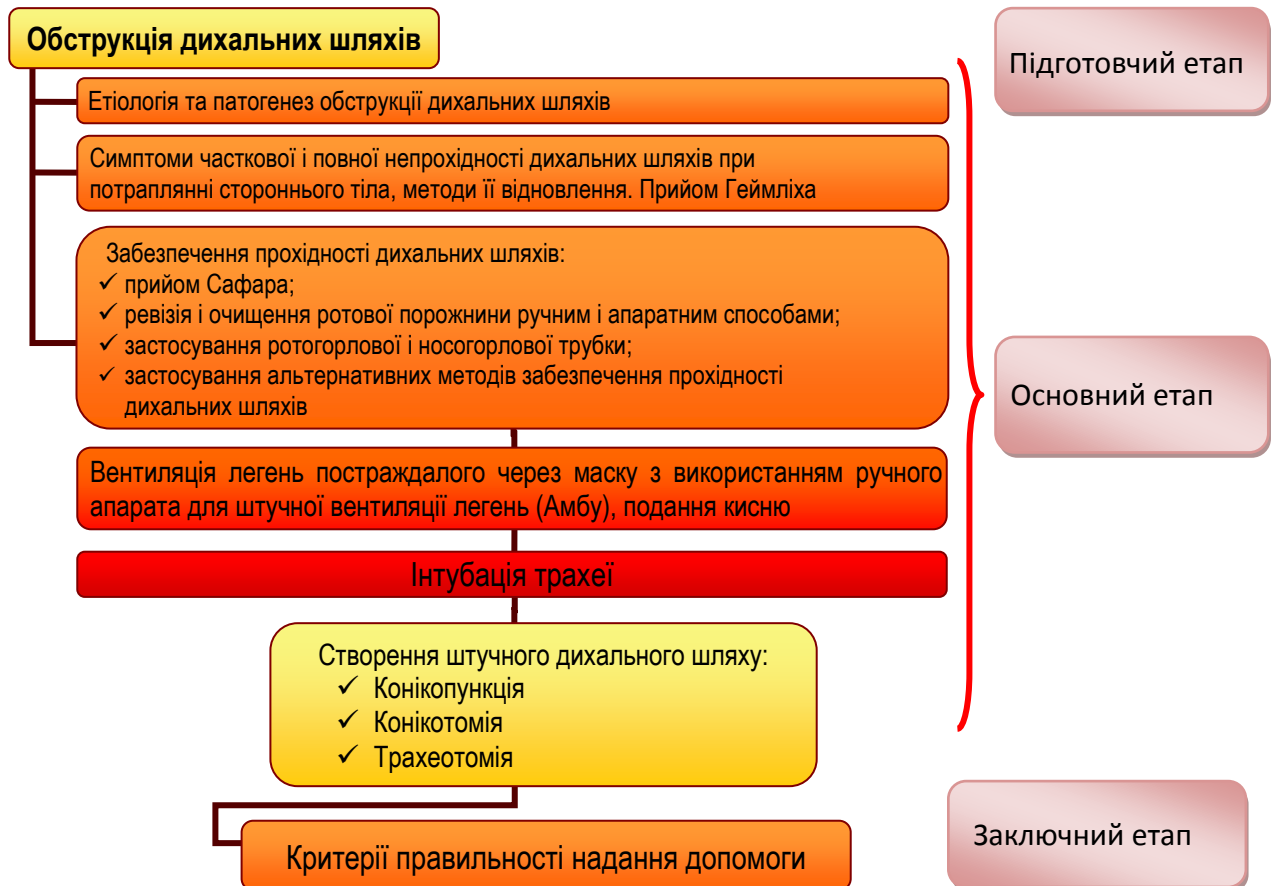 Обструкція дихальних шляхів
Підготовчий етап
Етіологія та патогенез обструкції дихальних шляхів
Симптоми часткової і повної непрохідності дихальних шляхів при
потраплянні стороннього тіла, методи її відновлення. Прийом Геймліха
Забезпечення прохідності дихальних шляхів:
✓ прийом Сафара;
✓ ревізія і очищення ротової порожнини ручним і апаратним способами;
✓ застосування ротогорлової і носогорлової трубки;
✓ застосування альтернативних методів забезпечення прохідності
дихальних шляхів
Основний етап
Вентиляція легень постраждалого через маску з використанням ручного
апарата для штучної вентиляції легень (Амбу), подання кисню
Інтубація трахеї
Створення штучного дихального шляху:
✓ Конікопункція
✓ Конікотомія
✓ Трахеотомія
Заключний етап
Критерії правильності надання допомоги